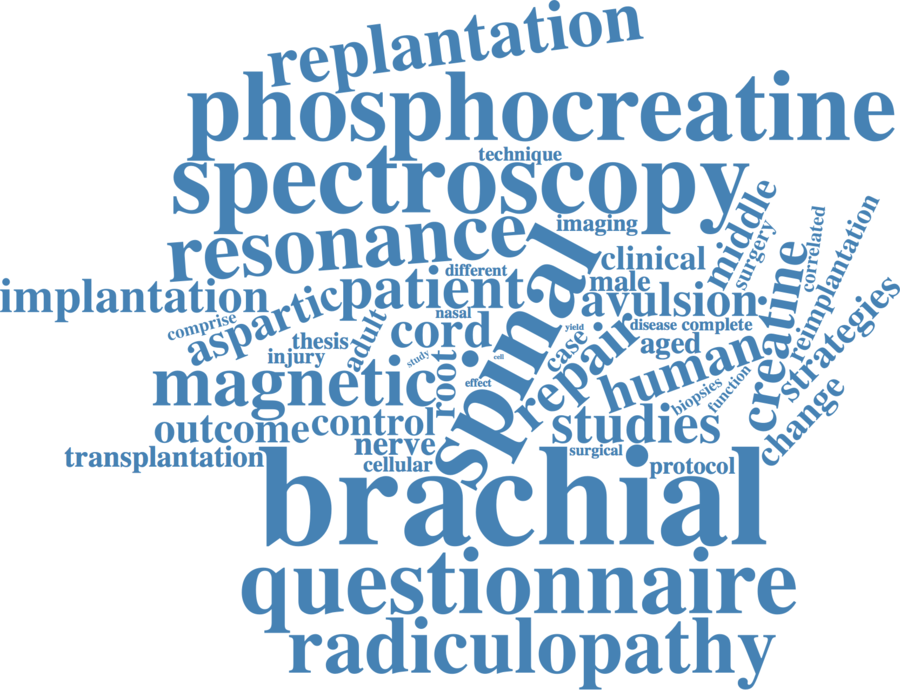 replantation
phosphocreatine
technique
spectroscopy
middle
imaging
surgery
correlated
resonance
clinical
reimplantation
different
male
implantation
patient
spinal
avulsion
creatine
aspartic
nasal
comprise
cord
yield
disease
complete
strategies
thesis
adult
case
repair
aged
injury
study
cell
human
magnetic
root
effect
biopsies
function
change
outcome
control
studies
nerve
surgical
transplantation
cellular
protocol
brachial
questionnaire
radiculopathy